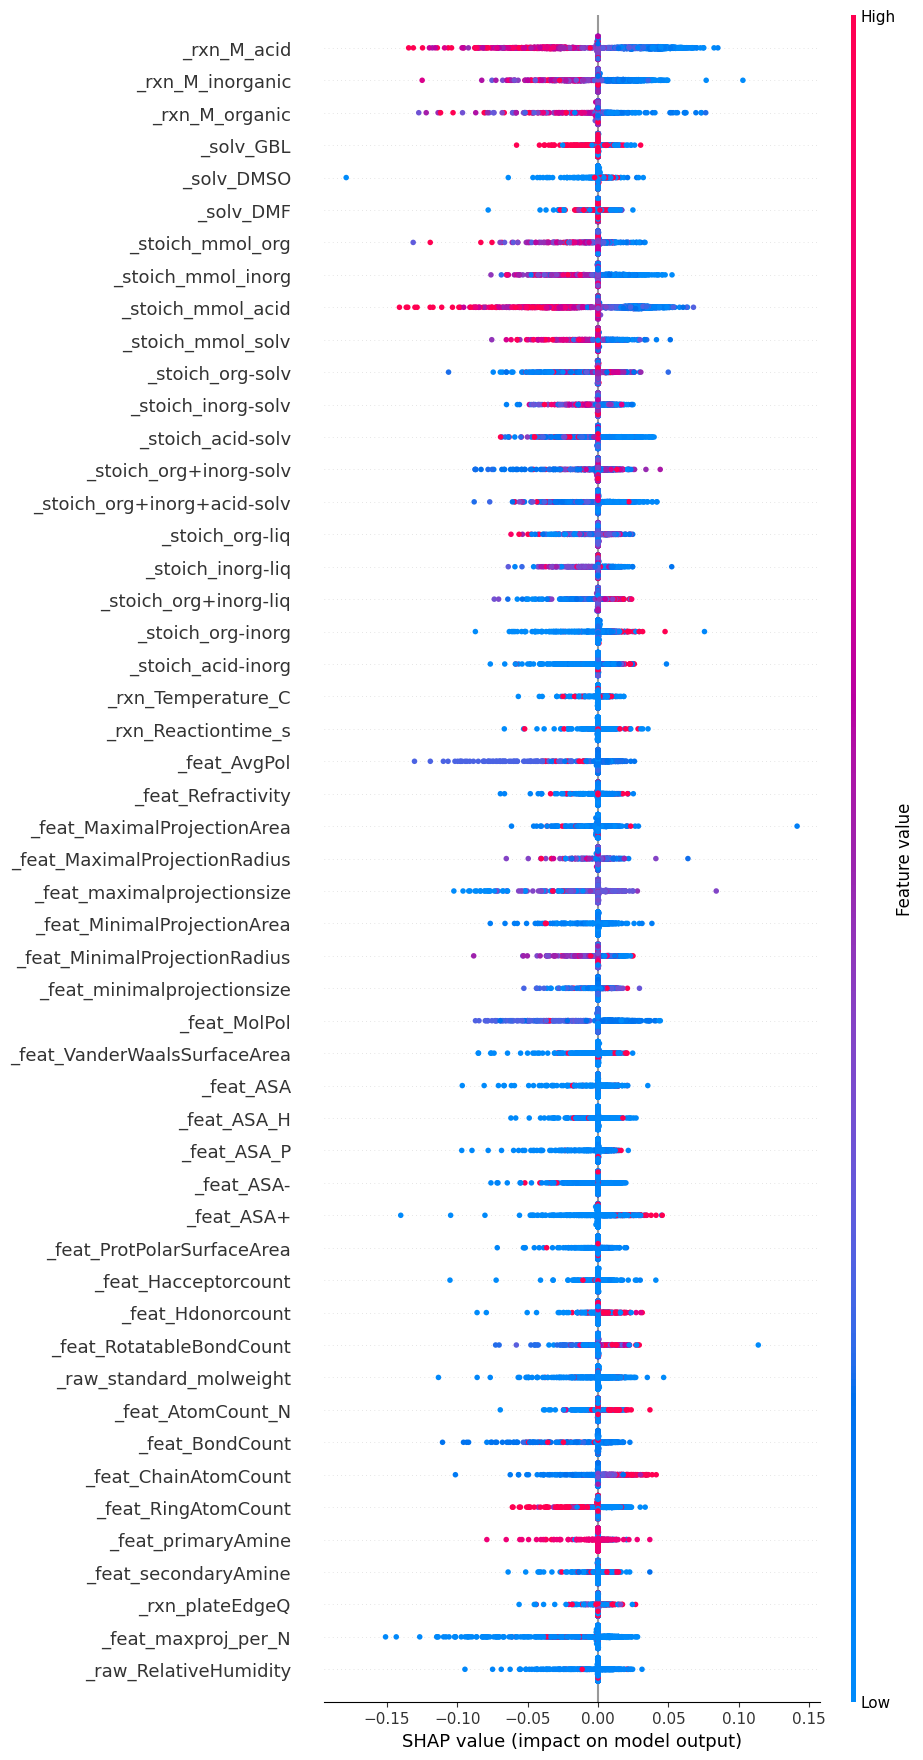 High
_rxn_M_acid
_rxn_M_inorganic
_rxn_M_organic
_solv_GBL
_solv_DMSO
_solv_DMF
_stoich_mmol_org
_stoich_mmol_inorg
_stoich_mmol_acid
_stoich_mmol_solv
_stoich_org-solv
_stoich_inorg-solv
_stoich_acid-solv
_stoich_org+inorg-solv
_stoich_org+inorg+acid-solv
_stoich_org-liq
_stoich_inorg-liq
_stoich_org+inorg-liq
_stoich_org-inorg
_stoich_acid-inorg
_rxn_Temperature_C
_rxn_Reactiontime_s
_feat_AvgPol
_feat_Refractivity
_feat_MaximalProjectionArea
_feat_MaximalProjectionRadius
_feat_maximalprojectionsize
_feat_MinimalProjectionArea
_feat_MinimalProjectionRadius
_feat_minimalprojectionsize
_feat_MolPol
_feat_VanderWaalsSurfaceArea
_feat_ASA
_feat_ASA_H
_feat_ASA_P
_feat_ASA-
_feat_ASA+
_feat_ProtPolarSurfaceArea
_feat_Hacceptorcount
_feat_Hdonorcount
_feat_RotatableBondCount
_raw_standard_molweight
_feat_AtomCount_N
_feat_BondCount
_feat_ChainAtomCount
_feat_RingAtomCount
_feat_primaryAmine
_feat_secondaryAmine
_rxn_plateEdgeQ
_feat_maxproj_per_N
_raw_RelativeHumidity
Feature value
Low
−0.15 −0.10 −0.05 0.00 0.05 0.10 0.15
SHAP value (impact on model output)